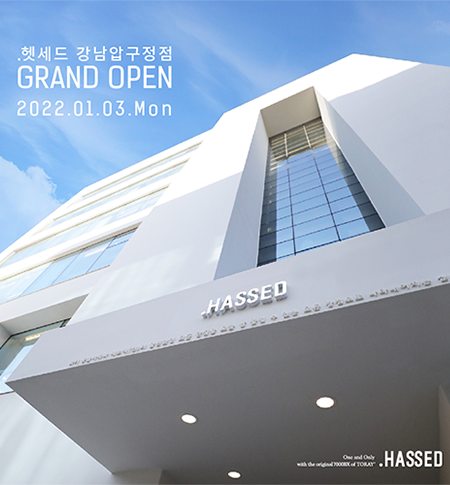 .헷세드 강남압구정점
GRAND OPEN
2022.01.03.Mon
.HASSED
One and Only
with the original 7000BX of TORAY"
.HASSED